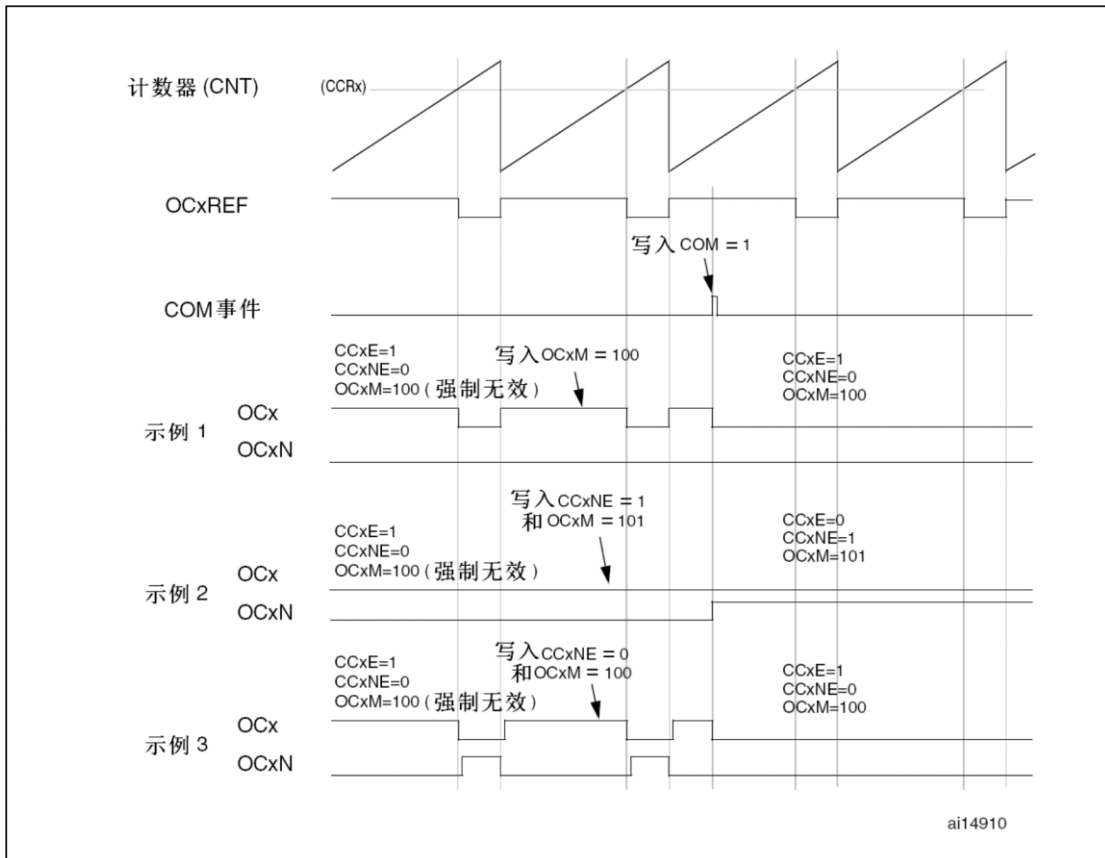 计数器 (CNT)
(CCRx)
OCxREF
写入 COM = 1
COM 事件
CCxE=1
CCxNE=0
OCxM=100 ( 强制无效 )
写入 OCxM = 100
CCxE=1
CCxNE=0
OCxM=100
OCx
示例 1
OCxN
写入 CCxNE = 1
和 OCxM = 101
CCxE=1
CCxNE=0
OCxM=100 ( 强制无效 )
CCxE=0
CCxNE=1
OCxM=101
OCx
示例 2
OCxN
写入 CCxNE = 0
和 OCxM = 100
CCxE=1
CCxNE=0
OCxM=100 ( 强制无效 )
CCxE=1
CCxNE=0
OCxM=100
OCx
示例 3
OCxN
ai14910